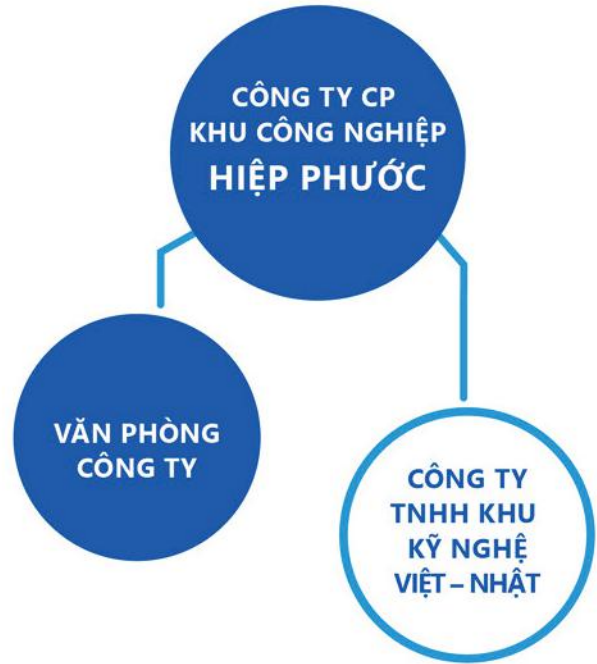 CÔNG TY CP
KHU CÔNG NGHIỆP
HIỆP PHƯỚC
VĂN PHÒNG
CÔNG TY
CÔNG TY
TNHH KHU
KỸ NGHỆ
VIỆT – NHẬT